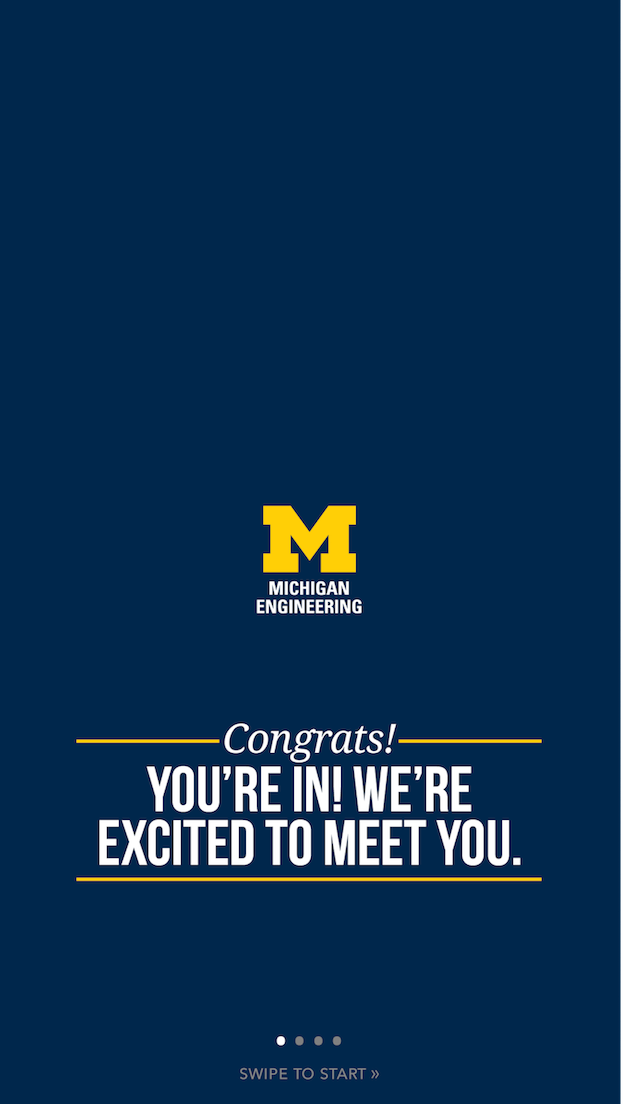 M
MICHIGAN
ENGINEERING
Congrats!
YOU’RE IN! WE’RE
EXCITED TO MEET YOU.
SWIPE TO START »